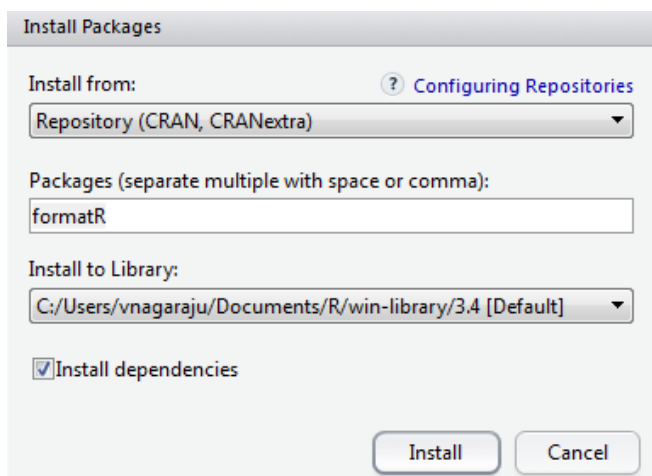 Install Packages
Install from:
? Configuring Repositories
Repository (CRAN, CRANextra)
Packages (separate multiple with space or comma):
formatR
Install to Library:
C:/Users/vnagaraju/Documents/R/win-library/3.4 [Default]
Install dependencies
Install
Cancel